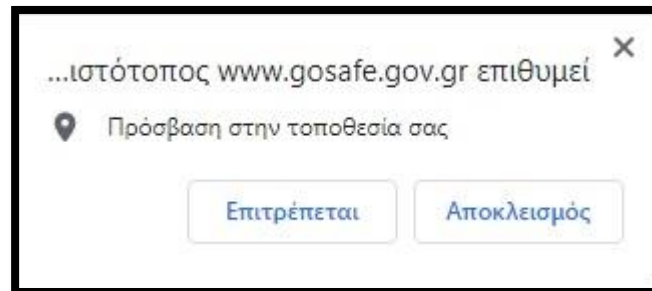 ...ιστότοπος www.gosafe.gov.gr επιθυμεί
Πρόσβαση στην τοποθεσία σας
Επιτρέπεται Αποκλεισμός